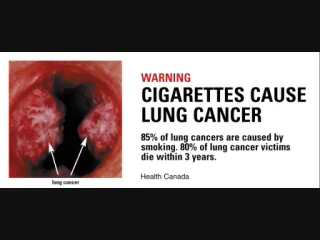 WARNING
CIGARETTES CAUSE
LUNG CANCER
85% of lung cancers are caused by
smoking. 80% of lung cancer victims
die within 3 years.
Health Canada
lung cancer